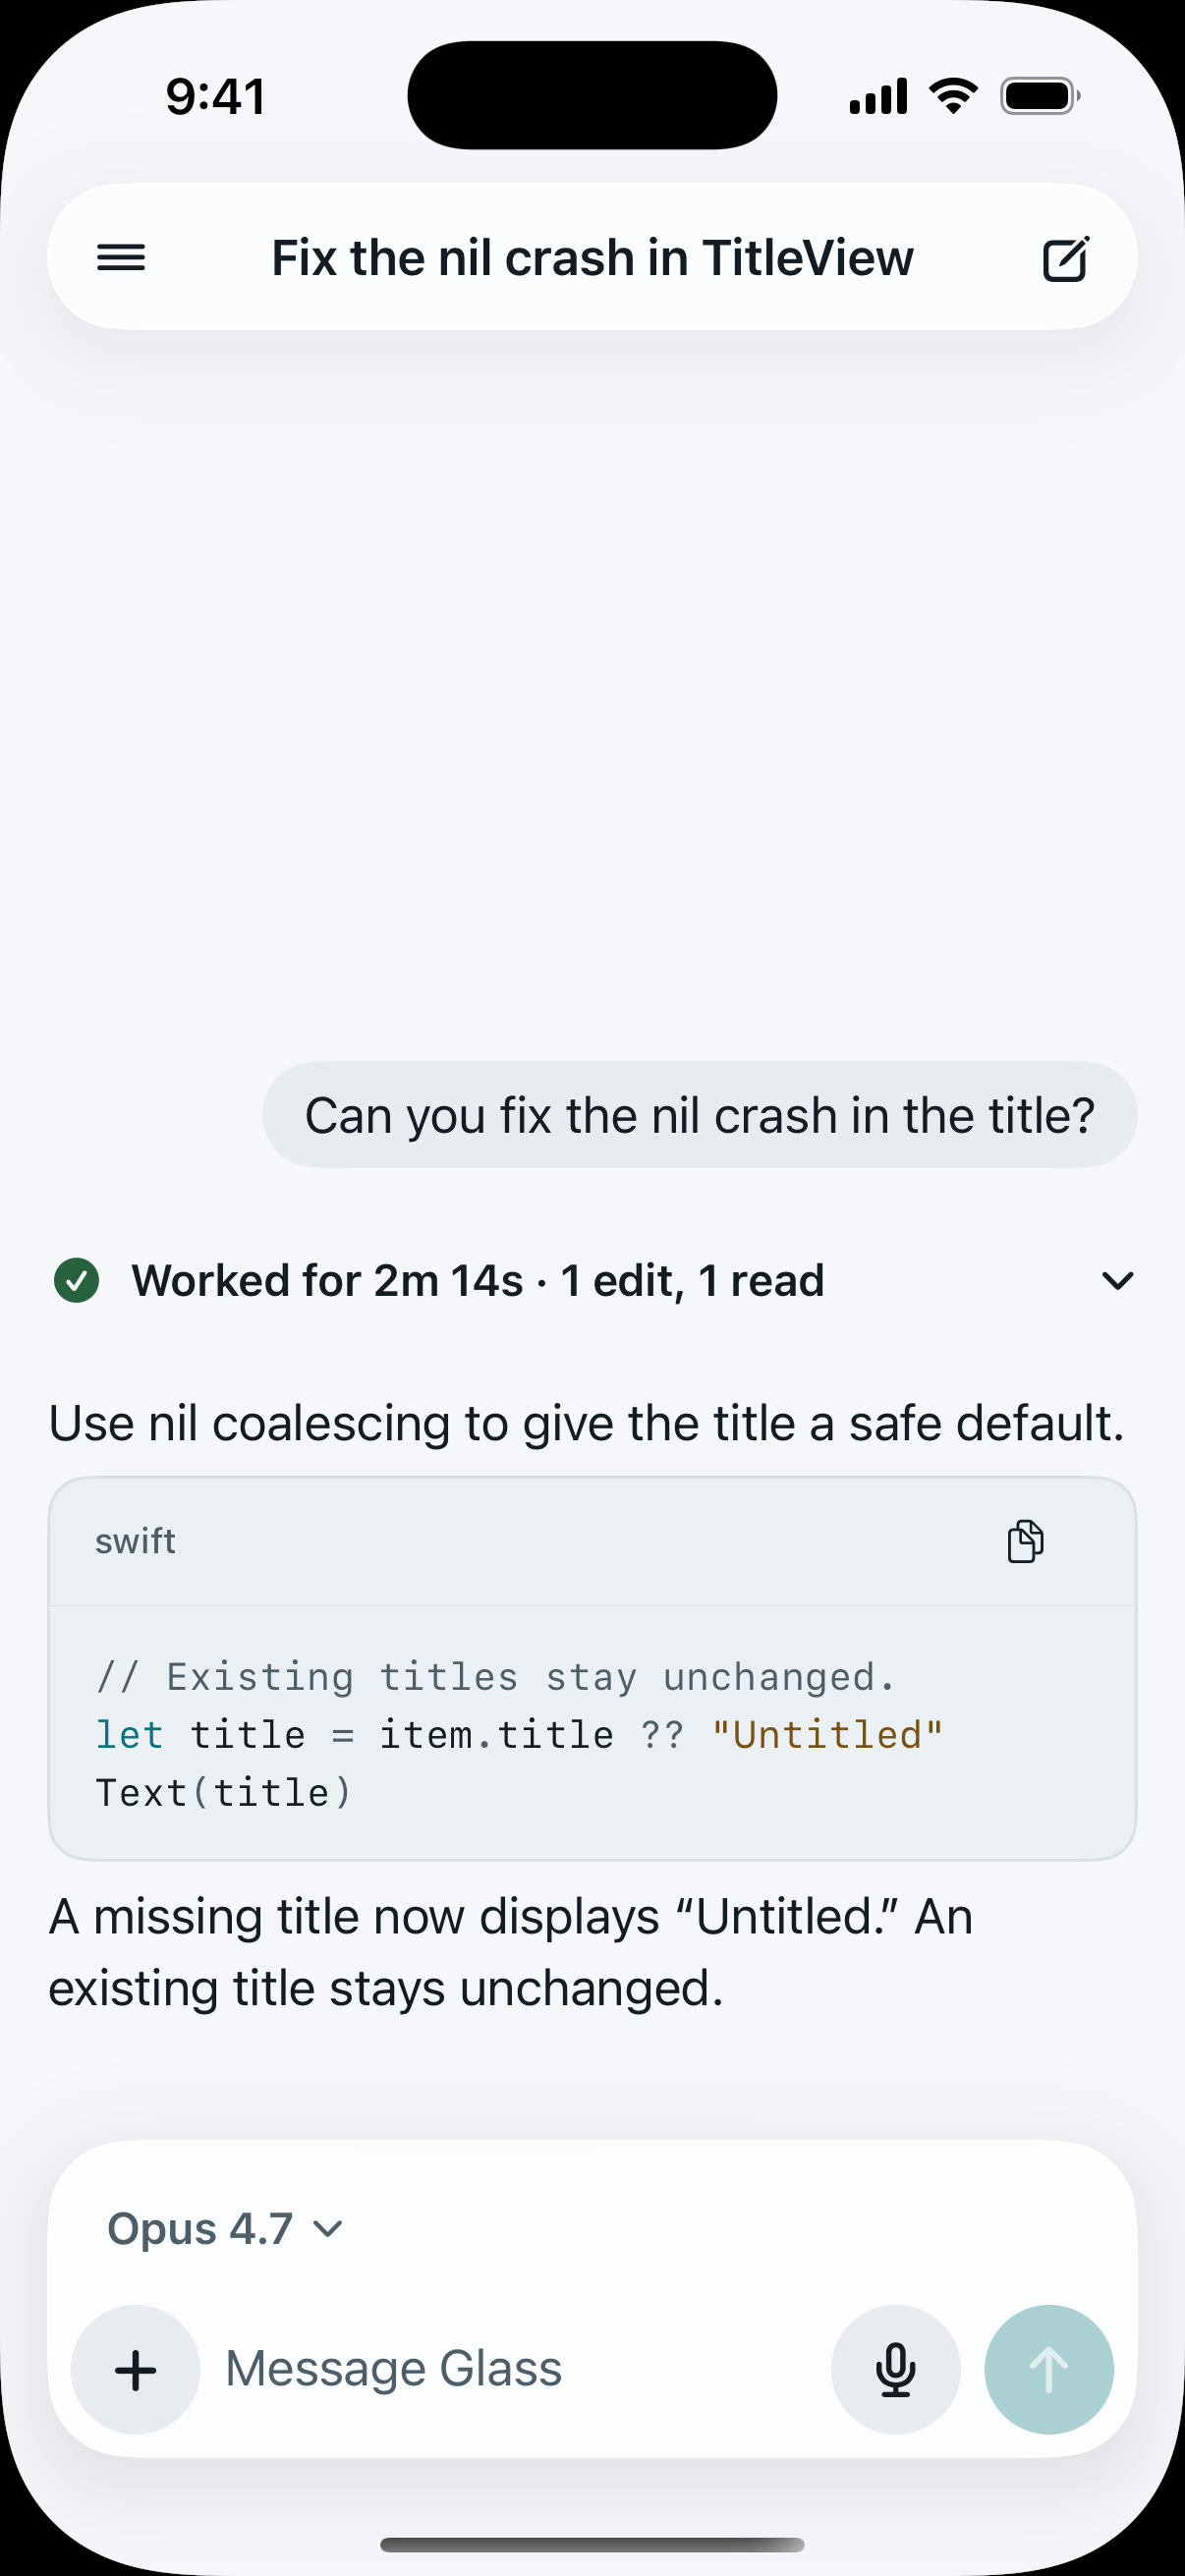 9:41
Fix the nil crash in TitleView
Can you fix the nil crash in the title?
Worked for 2m 14s · 1 edit, 1 read
Use nil coalescing to give the title a safe default.
swift
// Existing titles stay unchanged.
let title = item.title ?? "Untitled"
Text(title)
A missing title now displays “Untitled.” An
existing title stays unchanged.
Opus 4.7
Message Glass